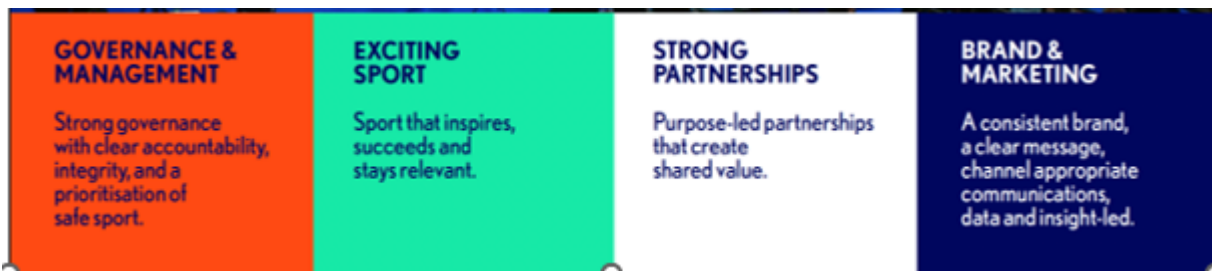 GOVERNANCE &
MANAGEMENT
Strong governance
with clear accountability,
integrity, and a
prioritisation of
safe sport.
EXCITING
SPORT
Sport that inspires,
succeeds and
stays relevant.
STRONG
PARTNERSHIPS
Purpose-led partnerships
that create
shared value.
BRAND &
MARKETING
A consistent brand,
a clear message,
channel appropriate
communications,
data and insight-led.